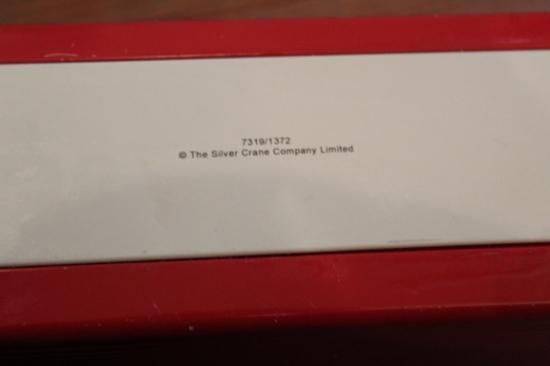 7319/1372
© The Silver Crane Company Limited